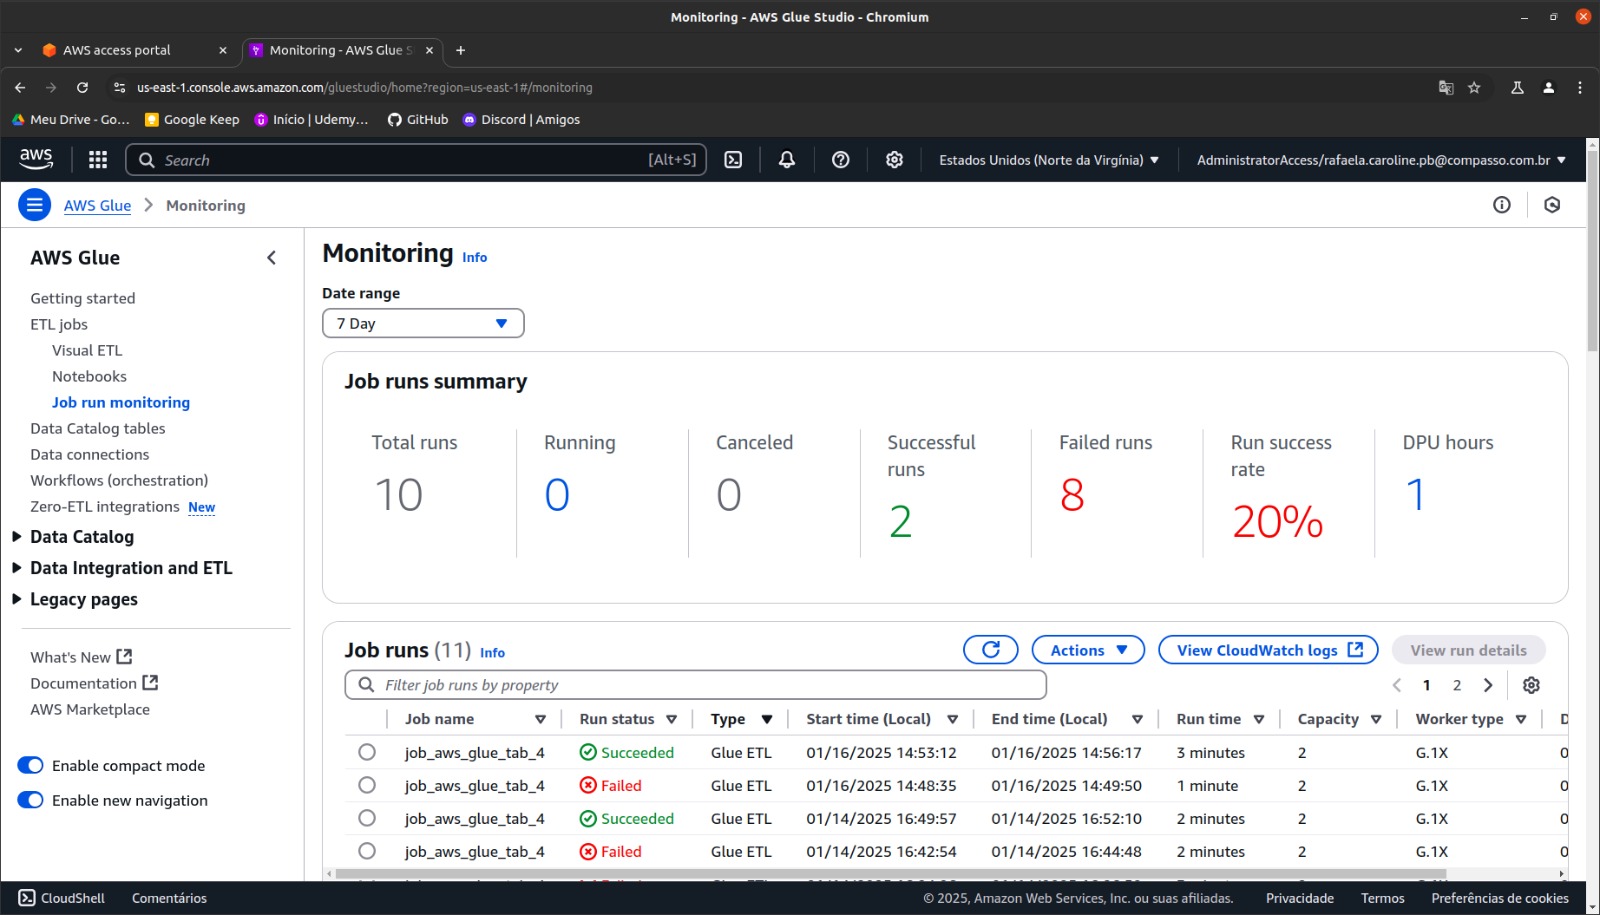 Monitoring - AWS Glue Studio - Chromium
AWS access portal
Monitoring - AWS Glue S
us-east-1.console.aws.amazon.com/gluestudio/home?region=us-east-1#/monitoring
Meu Drive - Go...
Google Keep
Início | Udemy...
GitHub
Discord | Amigos
aws
Search
[Alt+S]
Estados Unidos (Norte da Virgínia)
AdministratorAccess/rafaela.caroline.pb@compasso.com.br
AWS Glue
Monitoring
AWS Glue
Getting started
ETL jobs
Visual ETL
Notebooks
Job run monitoring
Data Catalog tables
Data connections
Workflows (orchestration)
Zero-ETL integrations New
Data Catalog
Data Integration and ETL
Legacy pages
What's New
Documentation
AWS Marketplace
Enable compact mode
Enable new navigation
Monitoring Info
Date range
7 Day
Job runs summary
Total runs
10
Running
0
Canceled
0
Successful
runs
2
Failed runs
8
Run success
rate
20%
DPU hours
1
Job runs (11) Info
Actions
View CloudWatch logs
View run details
Filter job runs by property
1 2
Job name Run status Type Start time (Local) End time (Local) Run time Capacity Worker type D
job_aws_glue_tab_4 Succeeded Glue ETL 01/16/2025 14:53:12 01/16/2025 14:56:17 3 minutes 2 G.1X 0
job_aws_glue_tab_4 Failed Glue ETL 01/16/2025 14:48:35 01/16/2025 14:49:50 1 minute 2 G.1X 0
job_aws_glue_tab_4 Succeeded Glue ETL 01/14/2025 16:49:57 01/14/2025 16:52:10 2 minutes 2 G.1X 0
job_aws_glue_tab_4 Failed Glue ETL 01/14/2025 16:42:54 01/14/2025 16:44:48 2 minutes 2 G.1X 0
CloudShell
Comentários
© 2025, Amazon Web Services, Inc. ou suas afiliadas.
Privacidade
Termos
Preferências de cookies